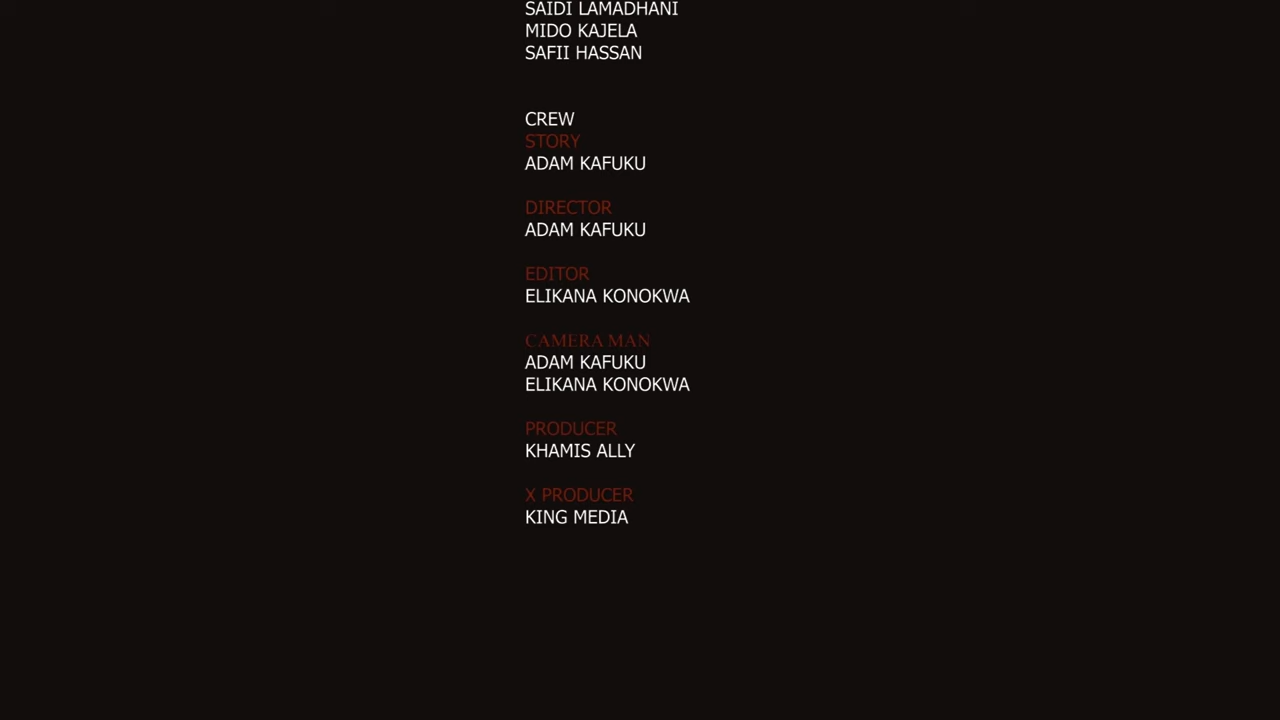 SAIDI LAMADHANI
MIDO KAJELA
SAFII HASSAN
CREW
STORY
ADAM KAFUKU
DIRECTOR
ADAM KAFUKU
EDITOR
ELIKANA KONOKWA
CAMERA MAN
ADAM KAFUKU
ELIKANA KONOKWA
PRODUCER
KHAMIS ALLY
X PRODUCER
KING MEDIA